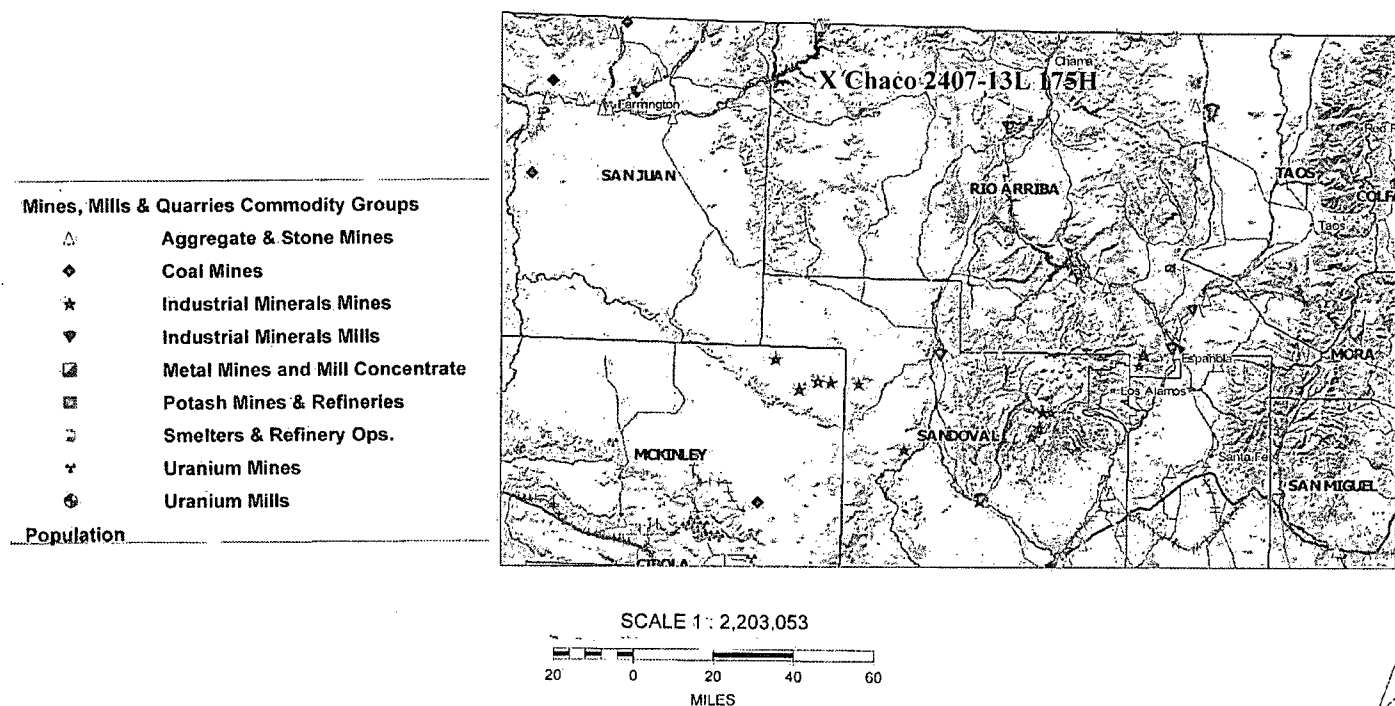 X Chaco 2407-13L 175H
Chama
Farmington
SAN JUAN
RIO ARRIBA
TAOS
COLF
Taos
Mines, Mills & Quarries Commodity Groups
Aggregate & Stone Mines
Coal Mines
Industrial Minerals Mines
Industrial Minerals Mills
Metal Mines and Mill Concentrate
Potash Mines & Refineries
Smelters & Refinery Ops.
Uranium Mines
Uranium Mills
Population
MORA
Española
Los Alamos
SANDOVAL
MCKINLEY
Santa Fe
SAN MIGUEL
CIBOLA
SCALE 1 : 2,203,053
20 0 20 40 60
MILES